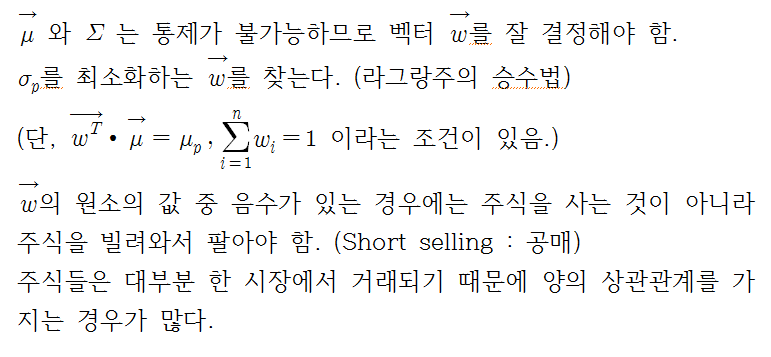 $\vec{\mu}$ 와 $\Sigma$ 는 통제가 불가능하므로 벡터 $\vec{w}$를 잘 결정해야 함.
$\sigma_p$를 최소화하는 $\vec{w}$를 찾는다. (라그랑주의 승수법)
(단, $\overrightarrow{w^T} \bullet \vec{\mu} = \mu_p , \sum_{i=1}^{n} w_i = 1$ 이라는 조건이 있음.)
$\vec{w}$의 원소의 값 중 음수가 있는 경우에는 주식을 사는 것이 아니라
주식을 빌려와서 팔아야 함. (Short selling : 공매)
주식들은 대부분 한 시장에서 거래되기 때문에 양의 상관관계를 가
지는 경우가 많다.